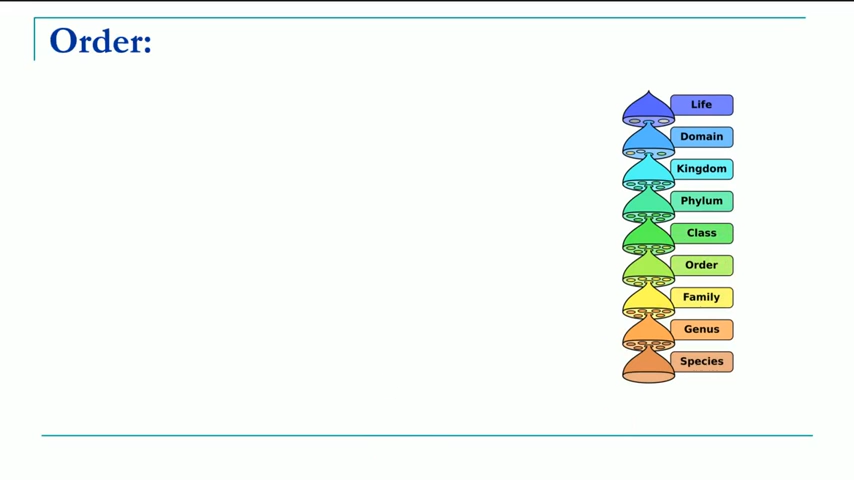 Order:
Life
Domain
Kingdom
Phylum
Class
Order
Family
Genus
Species